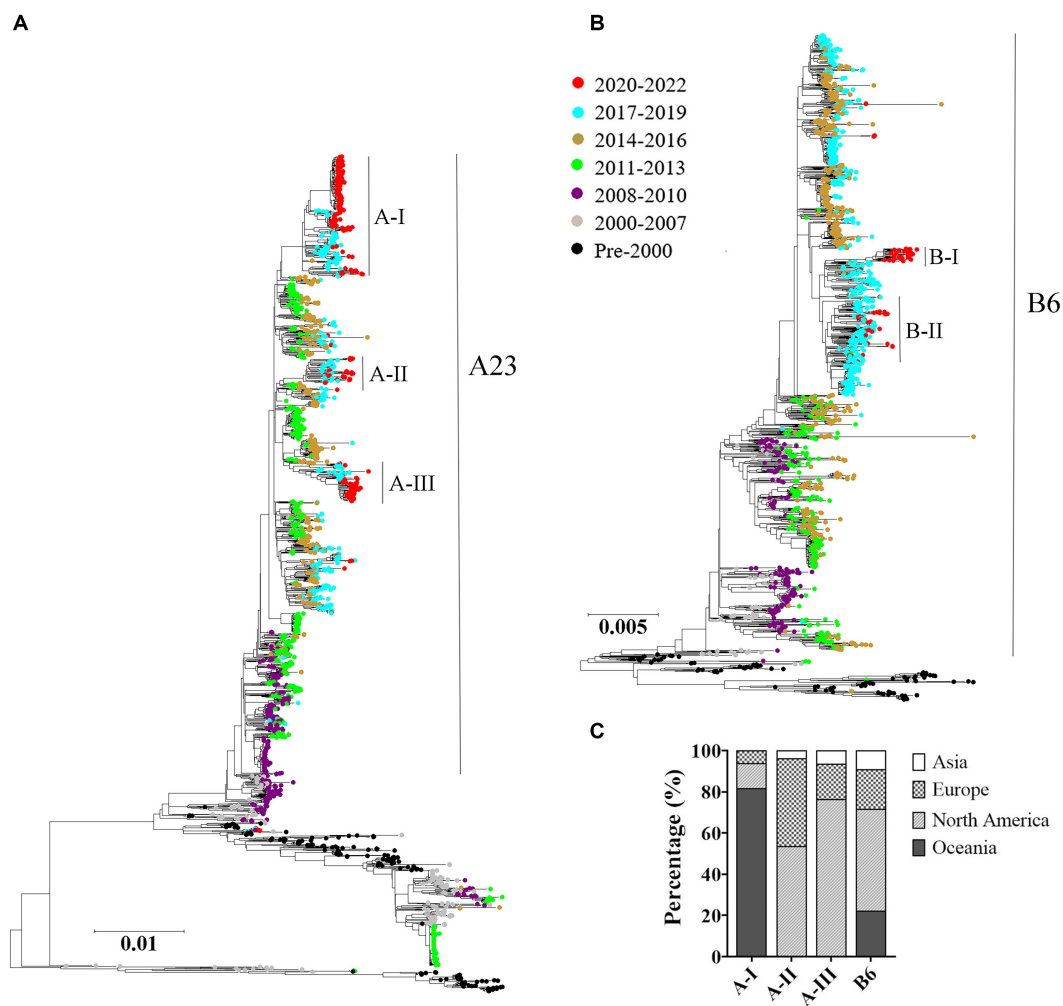 A
B
2020-2022
2017-2019
2014-2016
2011-2013
2008-2010
2000-2007
Pre-2000
A-I
A-II
A-III
A23
0.01
B-I
B-II
B6
0.005
C
Percentage (%)
100
80
60
40
20
0
A-I
A-II
A-III
B6
Asia
Europe
North America
Oceania